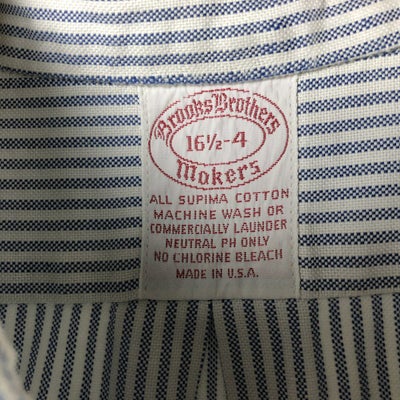 Brooks Brothers
16½-4
Makers
ALL SUPIMA COTTON
MACHINE WASH OR
COMMERCIALLY LAUNDER
NEUTRAL PH ONLY
NO CHLORINE BLEACH
MADE IN U.S.A.